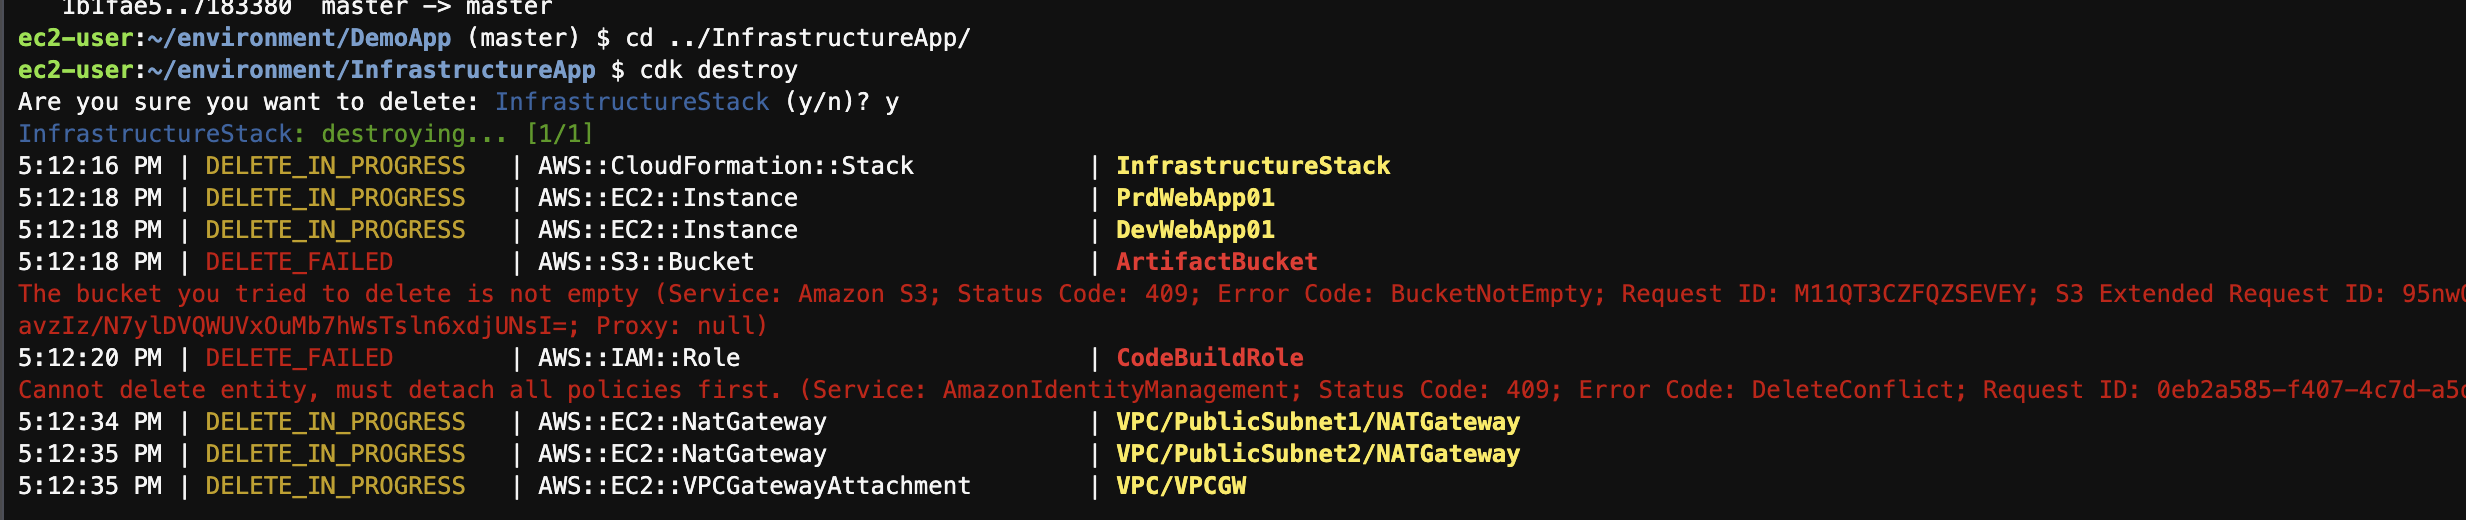 1b1fae5..7183380  master -> master
ec2-user:~/environment/DemoApp (master) $ cd ../InfrastructureApp/
ec2-user:~/environment/InfrastructureApp $ cdk destroy
Are you sure you want to delete: InfrastructureStack (y/n)? y
InfrastructureStack: destroying... [1/1]
5:12:16 PM | DELETE_IN_PROGRESS   | AWS::CloudFormation::Stack            | InfrastructureStack
5:12:18 PM | DELETE_IN_PROGRESS   | AWS::EC2::Instance                    | PrdWebApp01
5:12:18 PM | DELETE_IN_PROGRESS   | AWS::EC2::Instance                    | DevWebApp01
5:12:18 PM | DELETE_FAILED        | AWS::S3::Bucket                       | ArtifactBucket
The bucket you tried to delete is not empty (Service: Amazon S3; Status Code: 409; Error Code: BucketNotEmpty; Request ID: M11QT3CZFQZSEVEY; S3 Extended Request ID: 95nw
avzIz/N7ylDVQWUVxOuMb7hWsTsln6xdjUNsI=; Proxy: null)
5:12:20 PM | DELETE_FAILED        | AWS::IAM::Role                        | CodeBuildRole
Cannot delete entity, must detach all policies first. (Service: AmazonIdentityManagement; Status Code: 409; Error Code: DeleteConflict; Request ID: 0eb2a585-f407-4c7d-a5
5:12:34 PM | DELETE_IN_PROGRESS   | AWS::EC2::NatGateway                  | VPC/PublicSubnet1/NATGateway
5:12:35 PM | DELETE_IN_PROGRESS   | AWS::EC2::NatGateway                  | VPC/PublicSubnet2/NATGateway
5:12:35 PM | DELETE_IN_PROGRESS   | AWS::EC2::VPCGatewayAttachment        | VPC/VPCGW